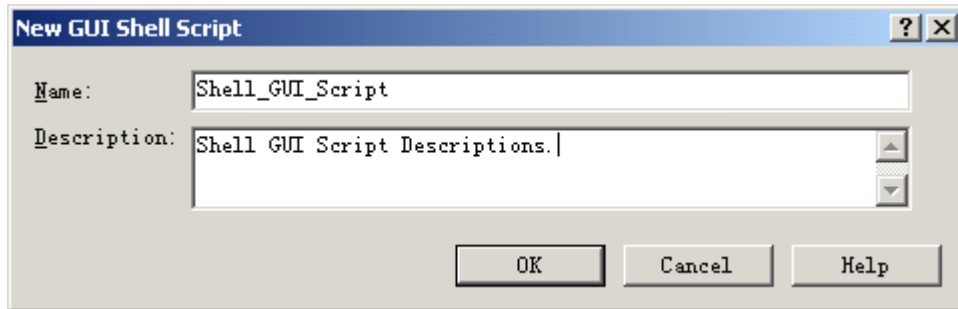 New GUI Shell Script
Name: Shell_GUI_Script
Description: Shell GUI Script Descriptions.
OK Cancel Help